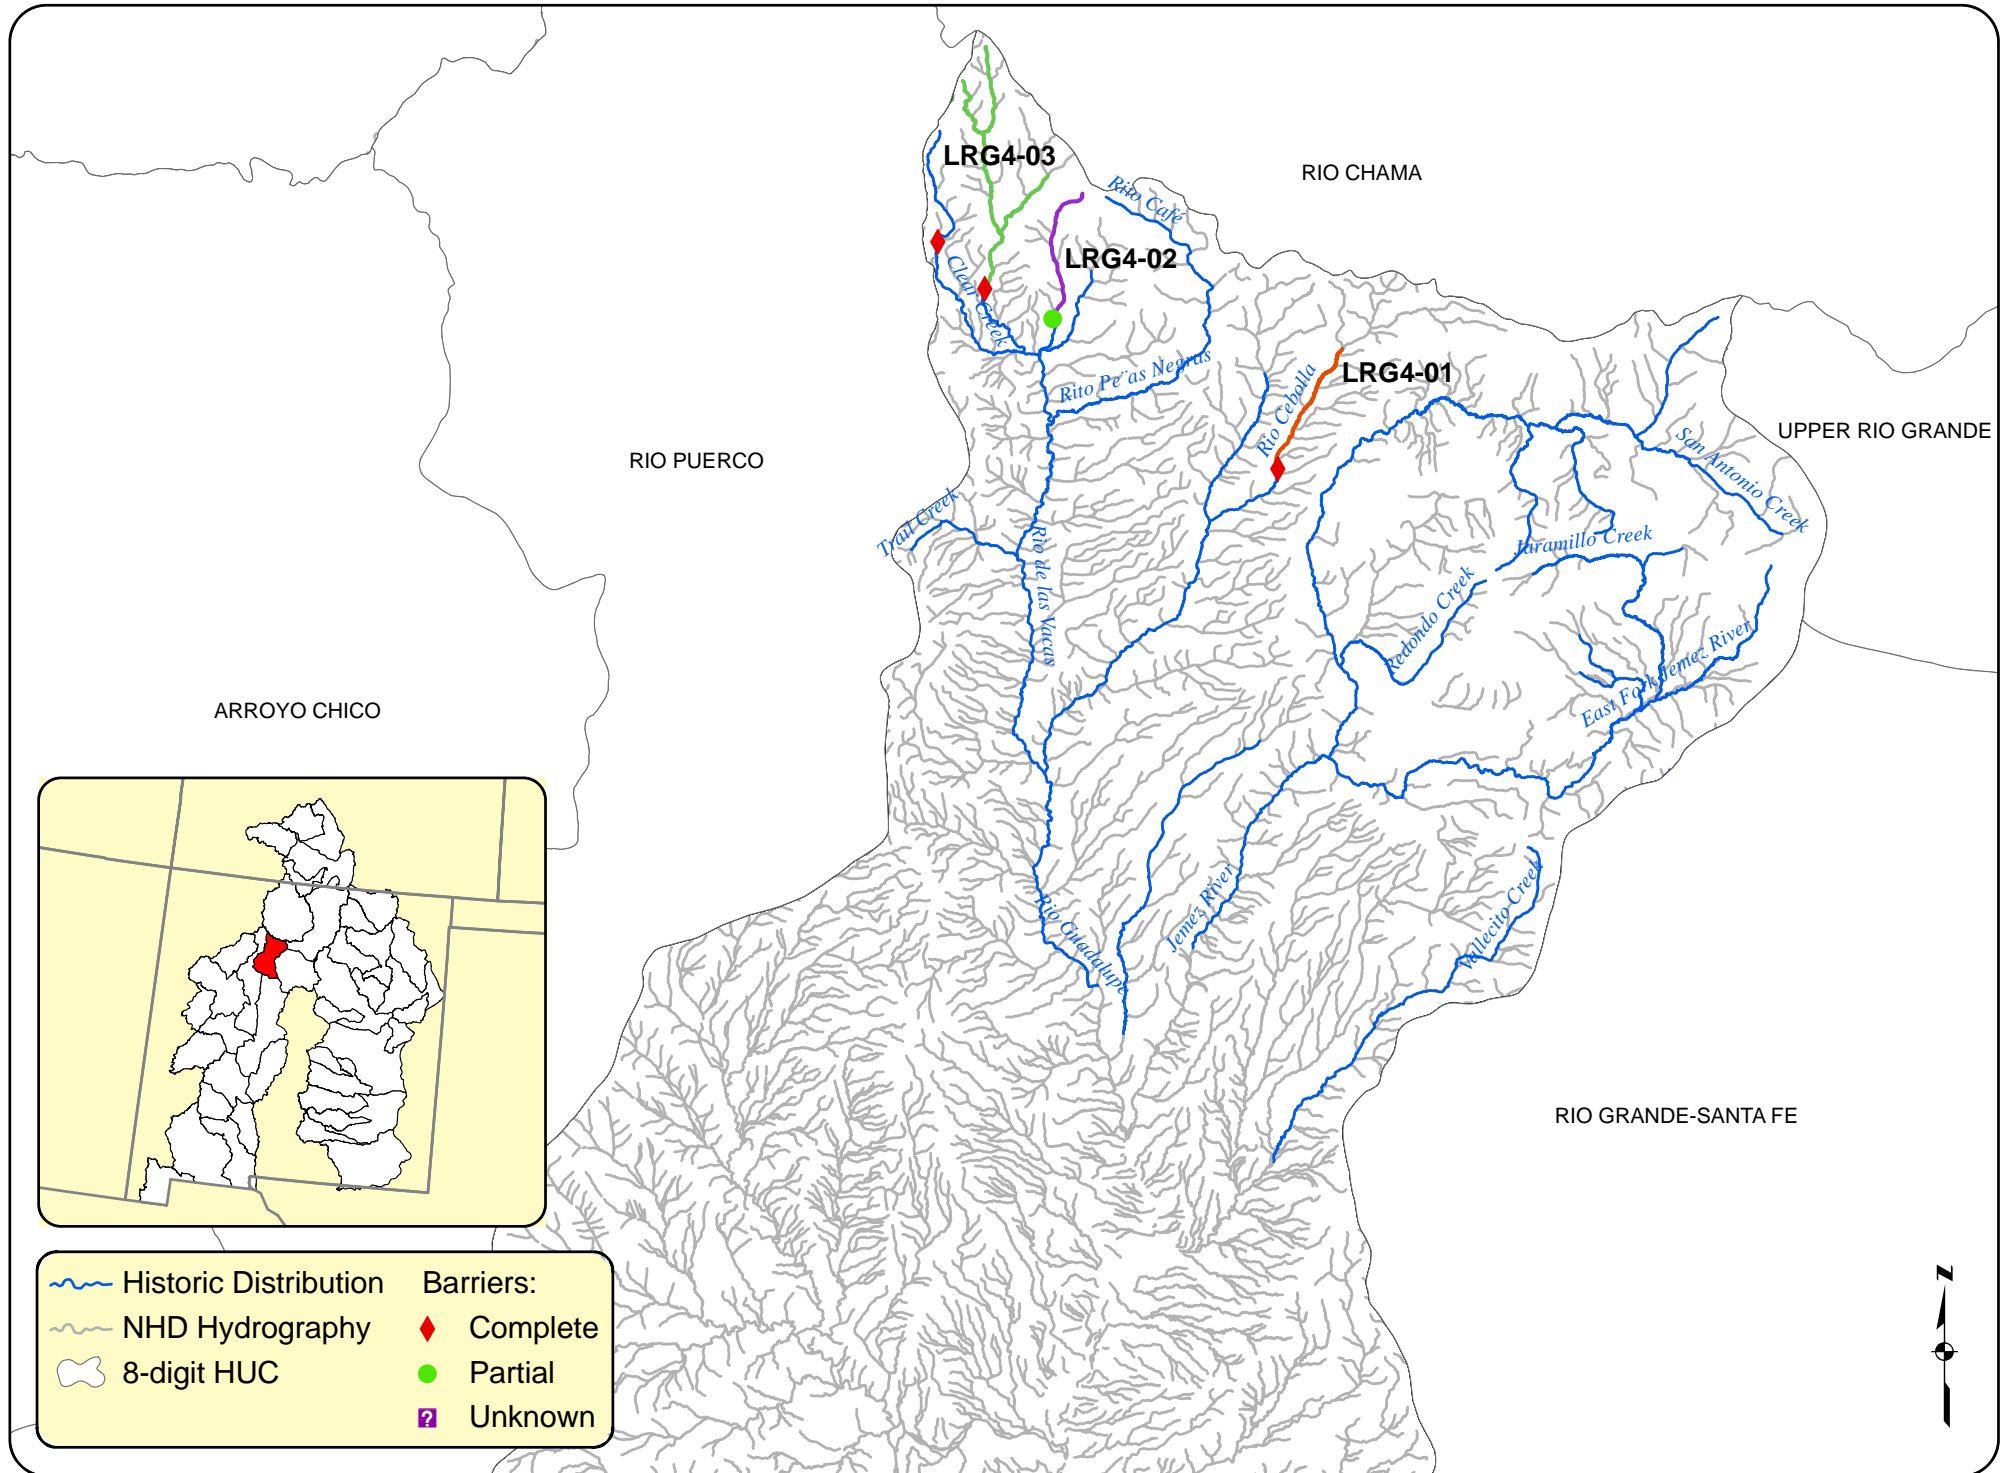 LRG4-03
RIO CHAMA
Rito Café
LRG4-02
Clear Creek
Rito Pe¨as Negras
LRG4-01
Rio Cebolla
UPPER RIO GRANDE
San Antonio Creek
RIO PUERCO
Trail Creek
Jaramillo Creek
Rio de las Vacas
Redondo Creek
East Fork Jemez River
ARROYO CHICO
Vallecito Creek
Jemez River
Rio Guadalupe
RIO GRANDE-SANTA FE
Historic Distribution
NHD Hydrography
8-digit HUC
Barriers:
Complete
Partial
?
Unknown
N